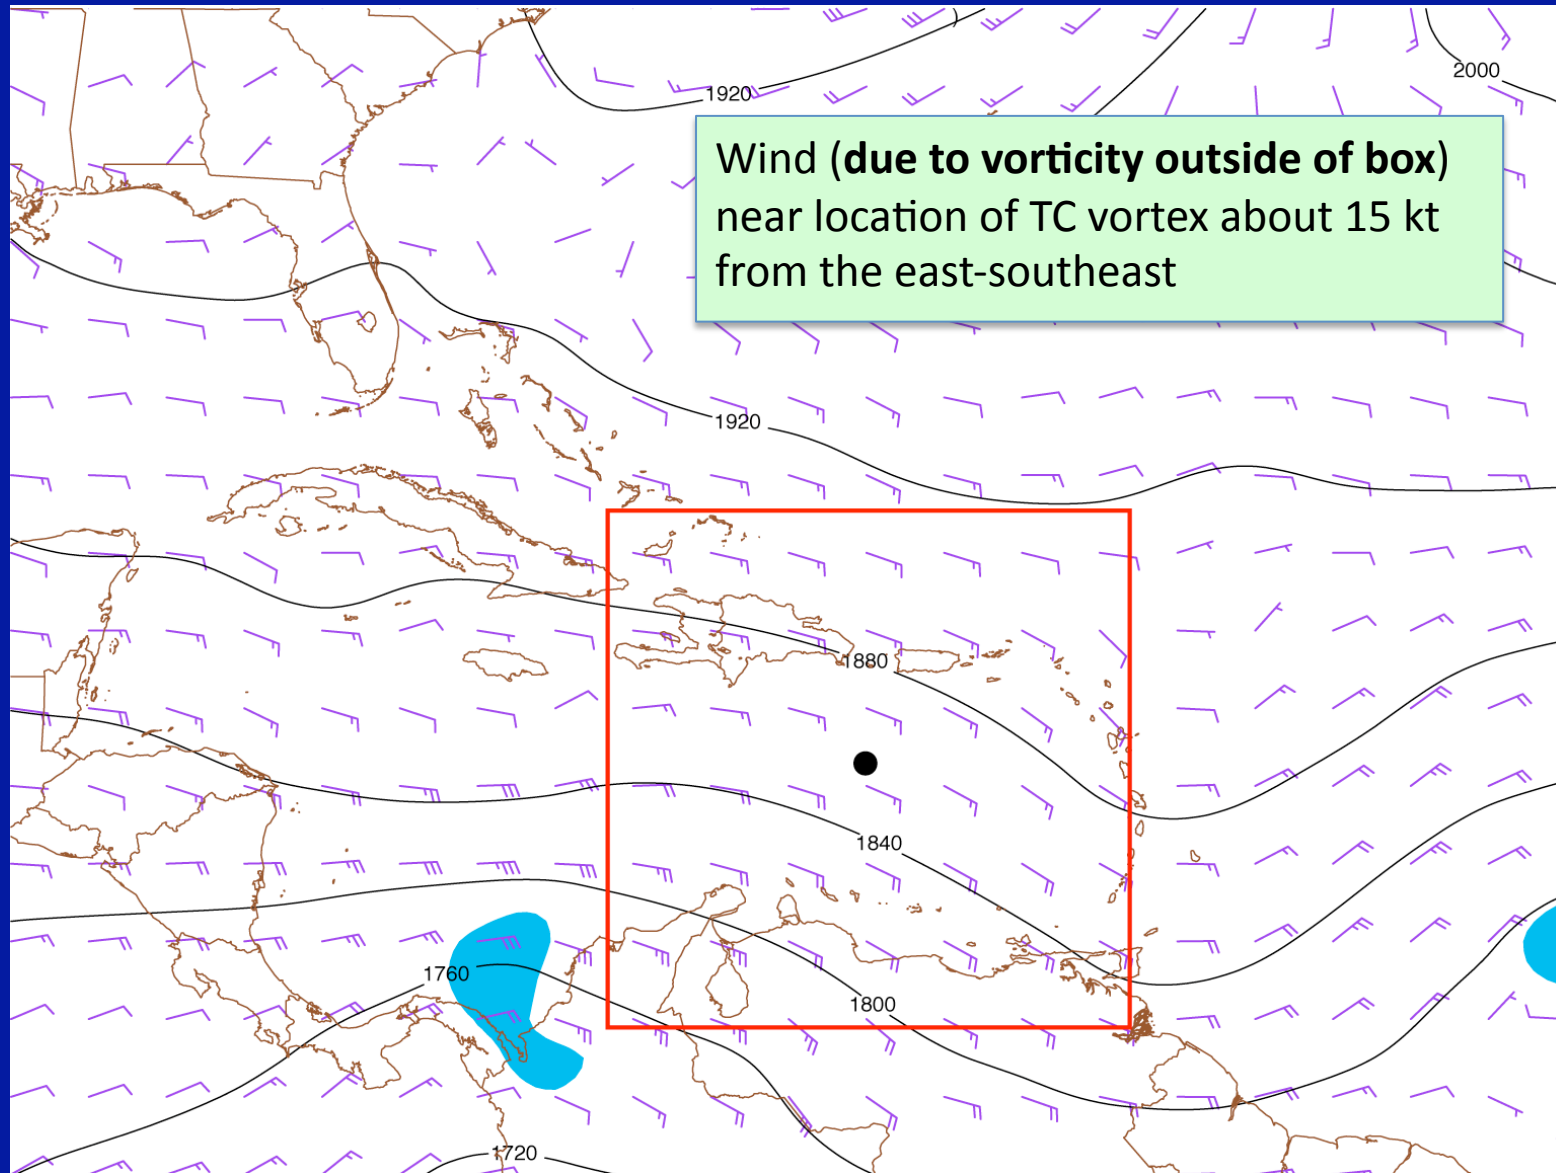 2000
1920
Wind (due to vorticity outside of box)
near location of TC vortex about 15 kt
from the east-southeast
1920
1880
1840
1760
1800
1720